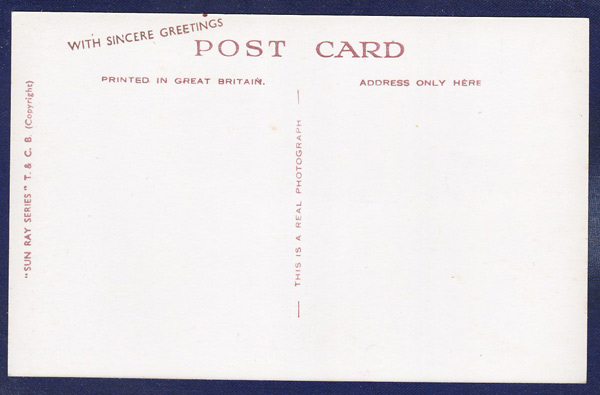 WITH SINCERE GREETINGS
POST CARD
PRINTED IN GREAT BRITAIN.
ADDRESS ONLY HERE
"SUN RAY SERIES" T. & C. B. (Copyright)
THIS IS A REAL PHOTOGRAPH